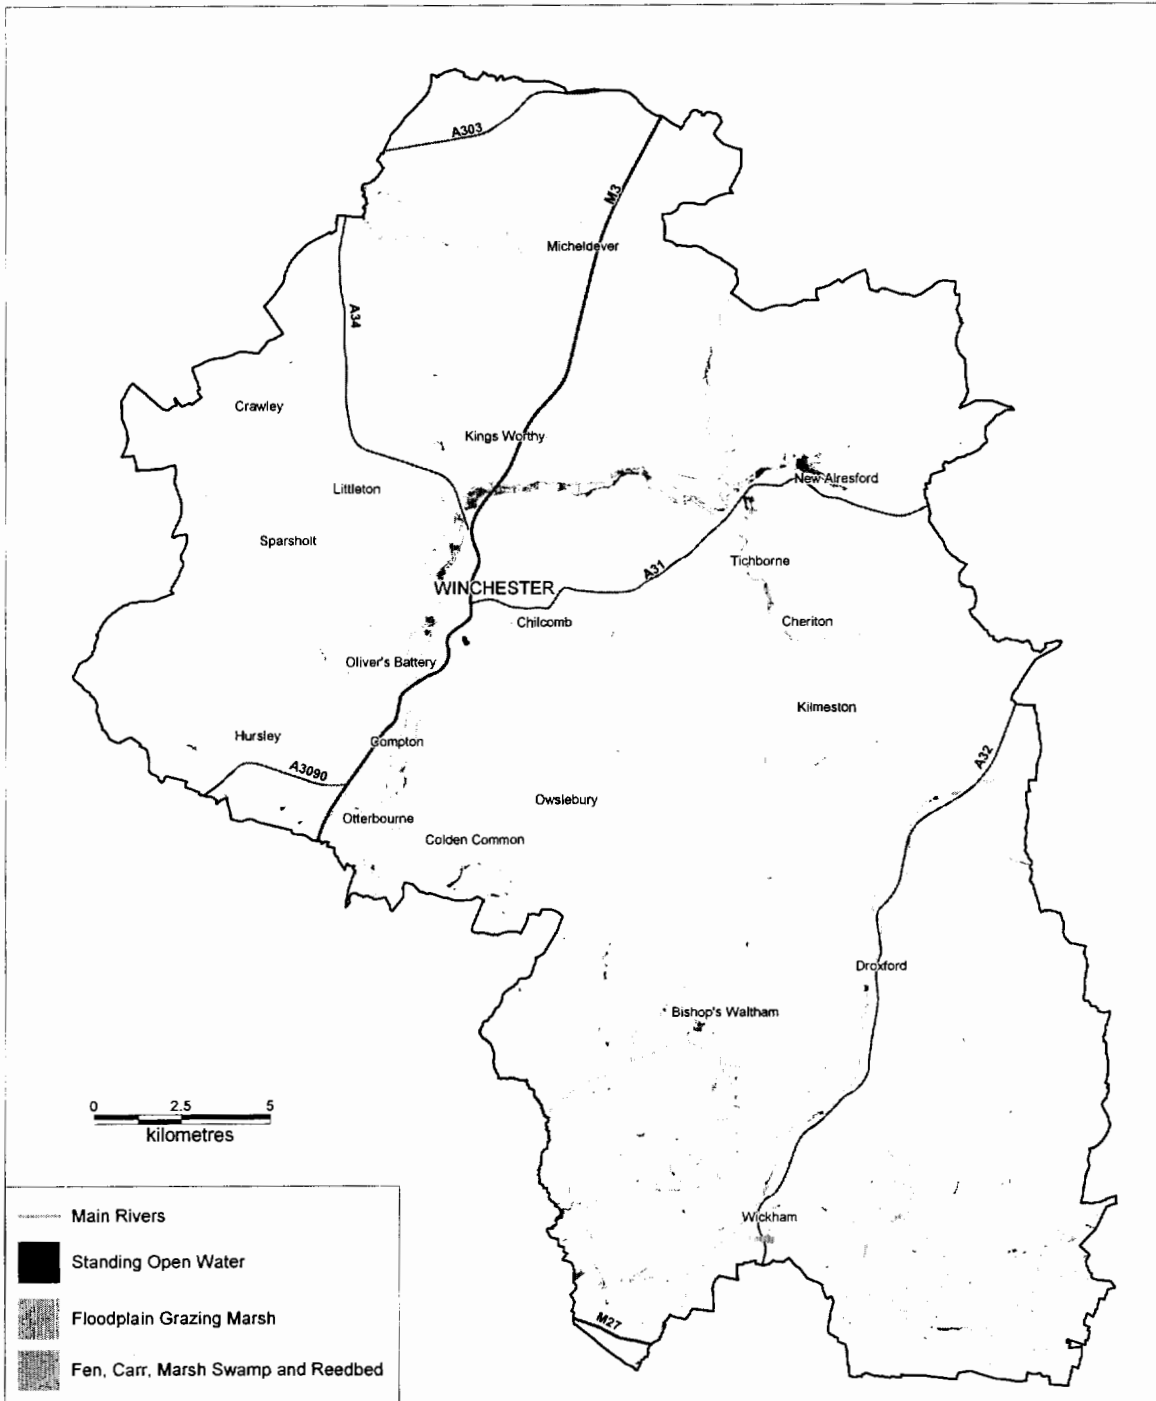 A303
M3
Micheldever
A34
Crawley
Kings Worthy
Littleton
New Alresford
Sparsholt
Tichborne
A31
WINCHESTER
Chilcomb
Cheriton
Oliver's Battery
Kilmeston
Hursley
Compton
A32
A3090
Owslebury
Otterbourne
Colden Common
Droxford
Bishop's Waltham
0 2.5 5
kilometres
Wickham
M27
Main Rivers
Standing Open Water
Floodplain Grazing Marsh
Fen, Carr, Marsh Swamp and Reedbed